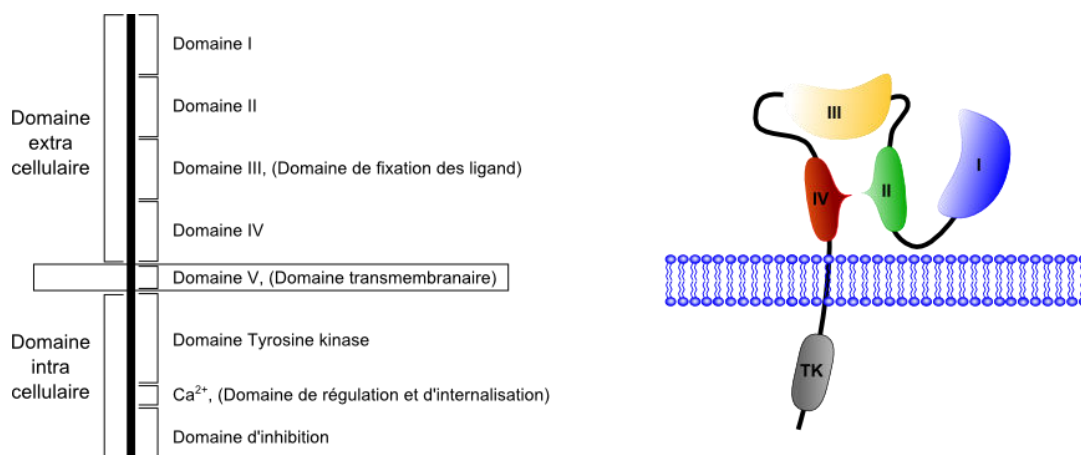 Domaine I
Domaine II
Domaine
extra
cellulaire
Domaine III, (Domaine de fixation des ligand)
Domaine IV
Domaine V, (Domaine transmembranaire)
Domaine
intra
cellulaire
Domaine Tyrosine kinase
Ca²⁺, (Domaine de régulation et d'internalisation)
Domaine d'inhibition
III
I
IV
II
TK